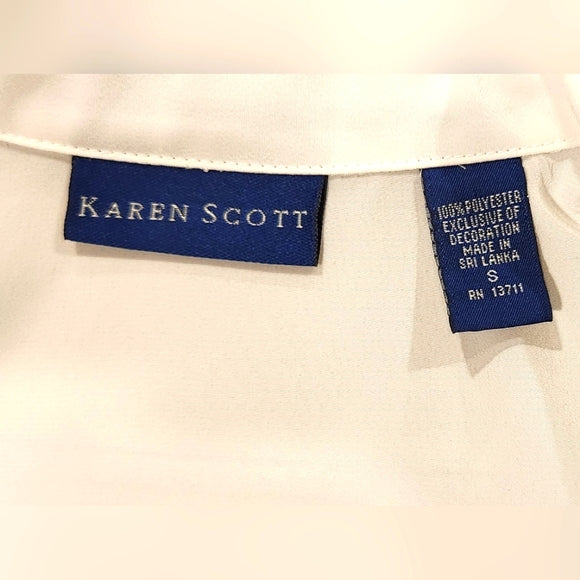 KAREN SCOTT
100% POLYESTER
EXCLUSIVE OF
DECORATION
MADE IN
SRI LANKA
S
RN 13711